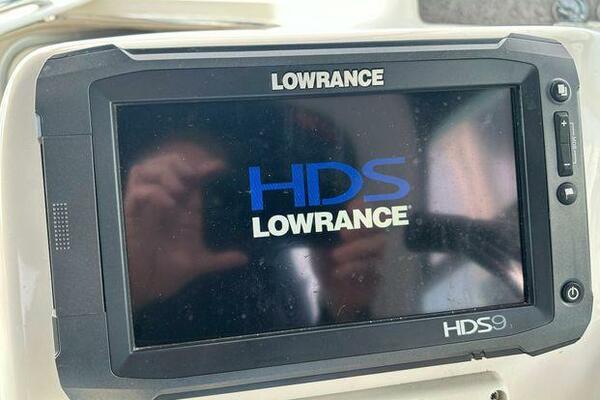 LOWRANCE
HDS
LOWRANCE®
+
-
HDS9